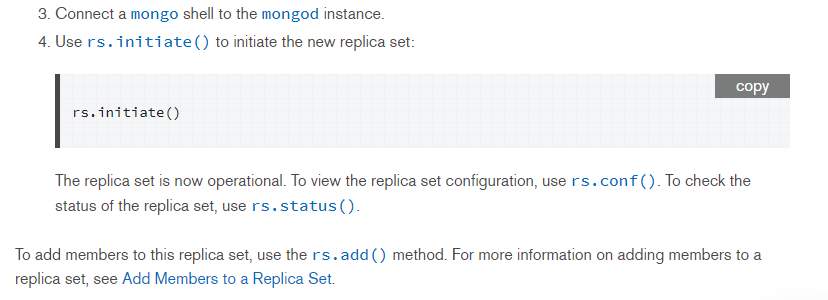 3. Connect a mongo shell to the mongod instance.
4. Use rs.initiate() to initiate the new replica set:
copy
rs.initiate()
The replica set is now operational. To view the replica set configuration, use rs.conf(). To check the
status of the replica set, use rs.status().
To add members to this replica set, use the rs.add() method. For more information on adding members to a
replica set, see Add Members to a Replica Set.